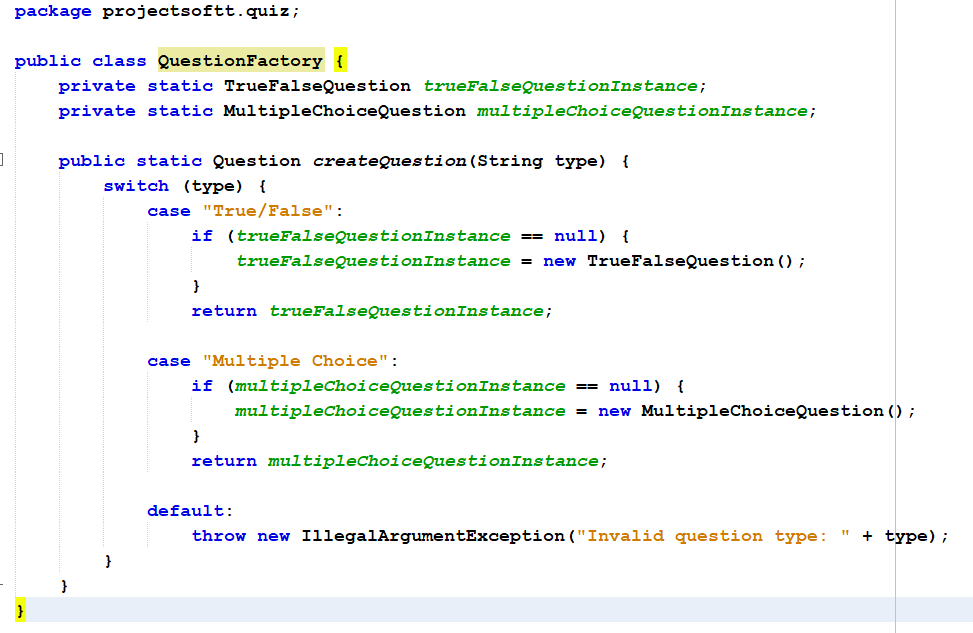 package projectsoftt.quiz;
public class QuestionFactory {
private static TrueFalseQuestion trueFalseQuestionInstance;
private static MultipleChoiceQuestion multipleChoiceQuestionInstance;
public static Question createQuestion(String type) {
switch (type) {
case "True/False":
if (trueFalseQuestionInstance == null) {
trueFalseQuestionInstance = new TrueFalseQuestion();
}
return trueFalseQuestionInstance;
case "Multiple Choice":
if (multipleChoiceQuestionInstance == null) {
multipleChoiceQuestionInstance = new MultipleChoiceQuestion();
}
return multipleChoiceQuestionInstance;
default:
throw new IllegalArgumentException("Invalid question type: " + type);
}
}
}